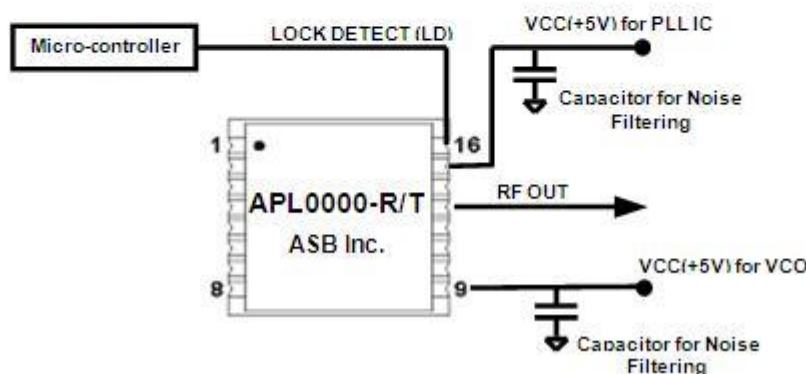 VCC(+5V) for PLL IC
Micro-controller
LOCK DETECT (LD)
Capacitor for Noise
Filtering
1
16
APL0000-R/T
ASB Inc.
RF OUT
8
9
VCC(+5V) for VCO
Capacitor for Noise
Filtering